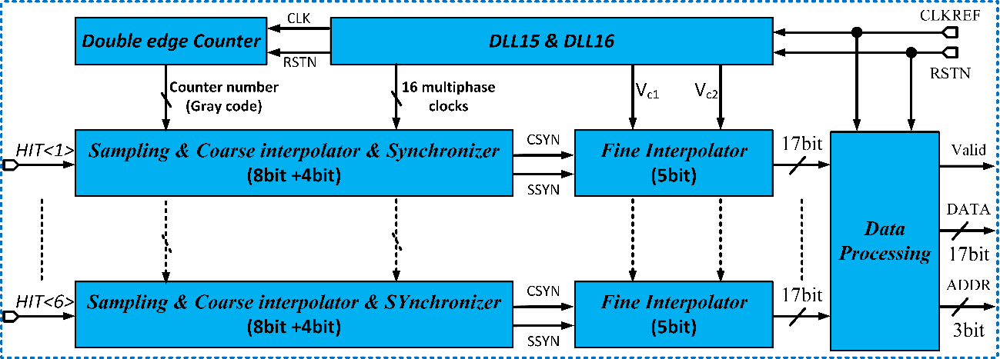 CLK
CLKREF
Double edge Counter
DLL15 & DLL16
RSTN
RSTN
Counter number
(Gray code)
16 multiphase
clocks
Vc1
Vc2
HIT<1>
Sampling & Coarse interpolator & Synchronizer
(8bit +4bit)
CSYN
SSYN
Fine Interpolator
(5bit)
17bit
Valid
Data
Processing
DATA
17bit
HIT<6>
Sampling & Coarse interpolator & SYnchronizer
(8bit +4bit)
CSYN
SSYN
Fine Interpolator
(5bit)
17bit
ADDR
3bit